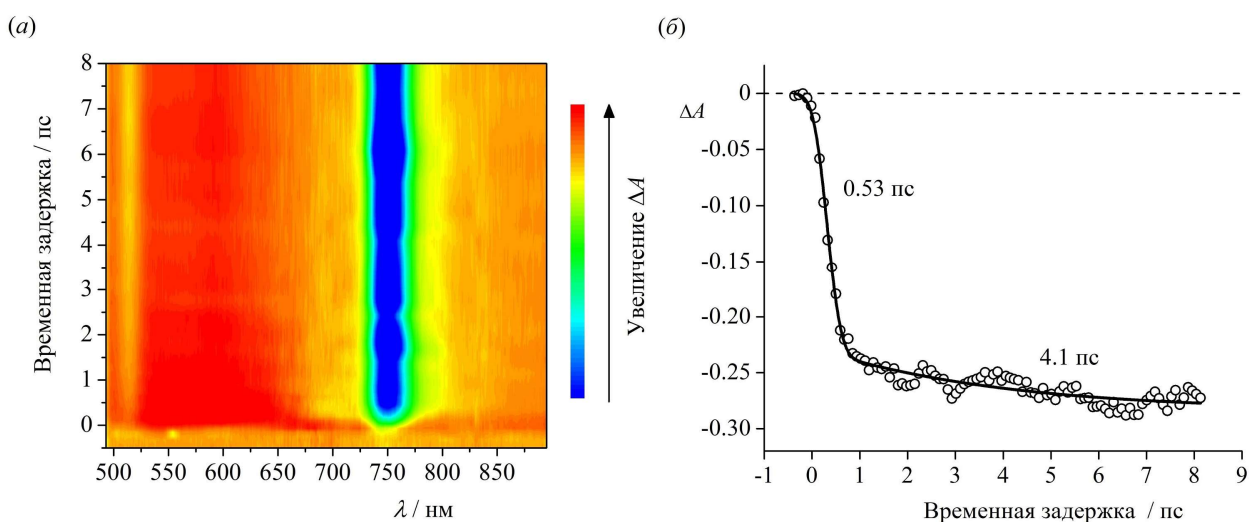 (а)
Временная задержка / пс
8
7
6
5
4
3
2
1
0
500 550 600 650 700 750 800 850
λ / нм
Увеличение ΔA
(б)
ΔA
0
-0.05
-0.10
-0.15
-0.20
-0.25
-0.30
0.53 пс
4.1 пс
-1 0 1 2 3 4 5 6 7 8 9
Временная задержка / пс